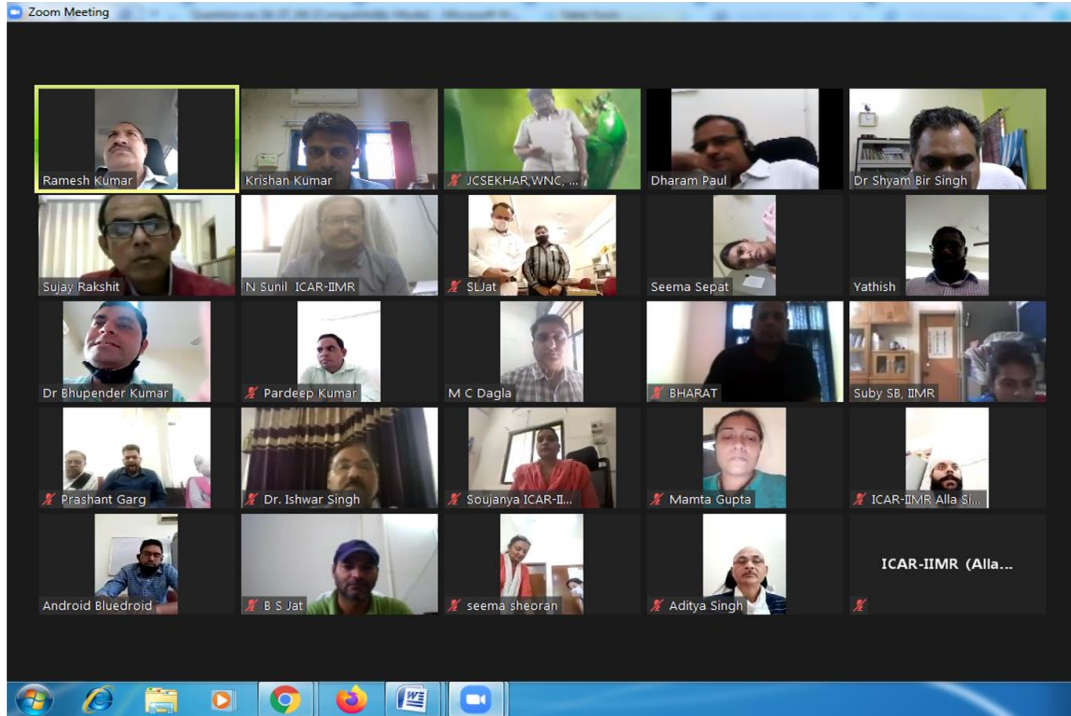 Zoom Meeting
Ramesh Kumar
Krishan Kumar
JCSEKHAR,WNC, ...
Dharam Paul
Dr Shyam Bir Singh
Sujay Rakshit
N Sunil ICAR-IIMR
SLJat
Seema Sepat
Yathish
Dr Bhupender Kumar
Pardeep Kumar
M C Dagla
BHARAT
Suby SB, IIMR
Prashant Garg
Dr. Ishwar Singh
Soujanya ICAR-II...
Mamta Gupta
ICAR-IIMR Alla Si...
Android Bluedroid
B S Jat
seema sheoran
Aditya Singh
ICAR-IIMR (Alla...